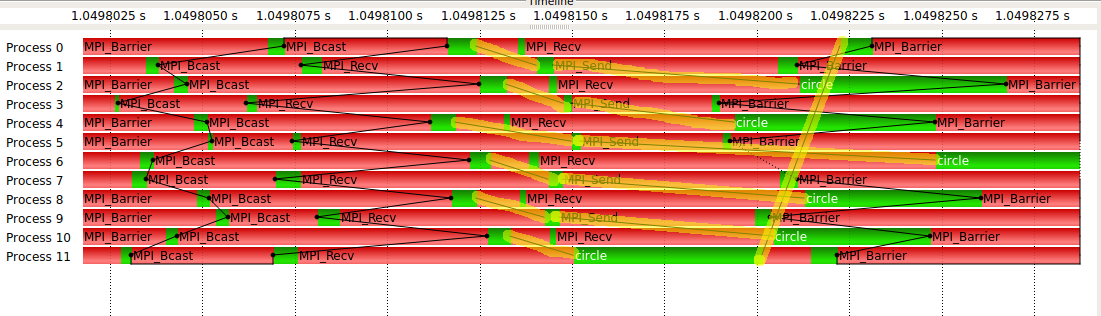 Timeline
1.0498025 s 1.0498050 s 1.0498075 s 1.0498100 s 1.0498125 s 1.0498150 s 1.0498175 s 1.0498200 s 1.0498225 s 1.0498250 s 1.0498275 s
Process 0 MPI_Barrier MPI_Bcast MPI_Recv MPI_Barrier
Process 1 MPI_Barrier MPI_Bcast MPI_Recv MPI_Send MPI_Barrier
Process 2 MPI_Barrier MPI_Bcast MPI_Recv circle MPI_Barrier
Process 3 MPI_Barrier MPI_Bcast MPI_Recv MPI_Send MPI_Barrier
Process 4 MPI_Barrier MPI_Bcast MPI_Recv circle MPI_Barrier
Process 5 MPI_Barrier MPI_Bcast MPI_Recv MPI_Send MPI_Barrier
Process 6 MPI_Barrier MPI_Bcast MPI_Recv circle
Process 7 MPI_Barrier MPI_Bcast MPI_Recv MPI_Send MPI_Barrier
Process 8 MPI_Barrier MPI_Bcast MPI_Recv circle MPI_Barrier
Process 9 MPI_Barrier MPI_Bcast MPI_Recv MPI_Send MPI_Barrier
Process 10 MPI_Barrier MPI_Bcast MPI_Recv circle MPI_Barrier
Process 11 MPI_Bcast MPI_Recv circle MPI_Barrier